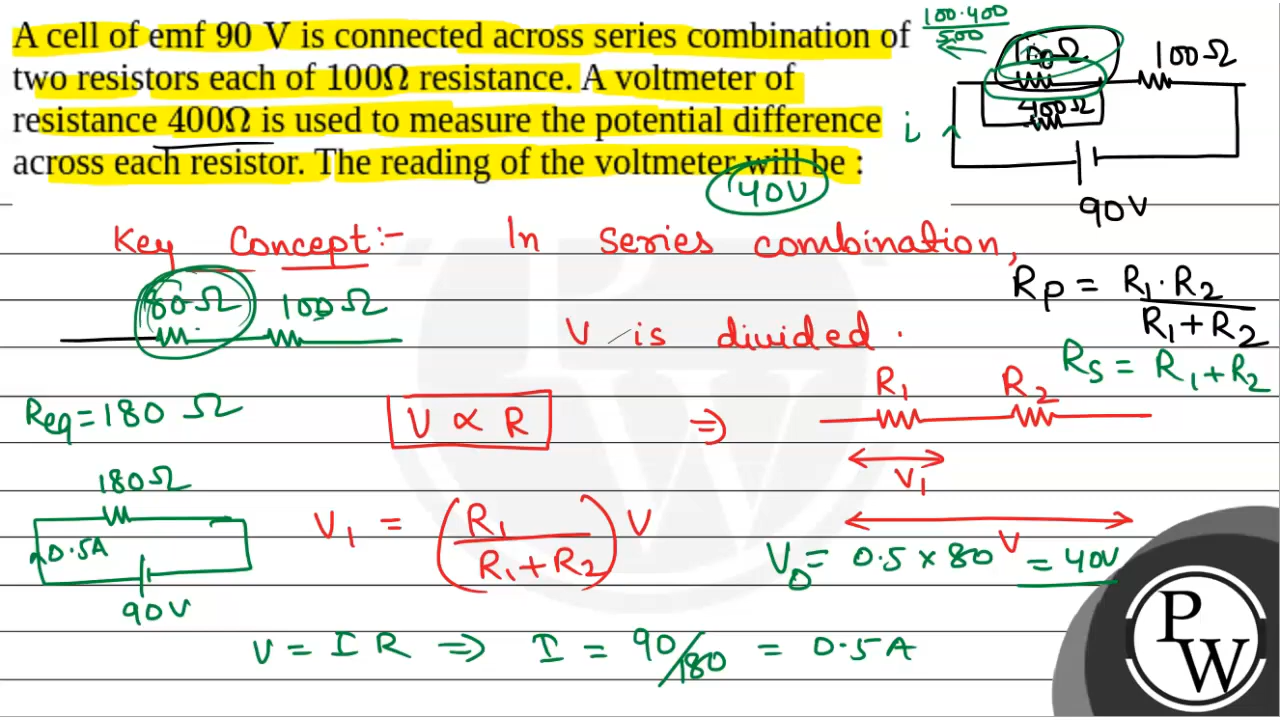 A cell of emf 90 V is connected across series combination of
two resistors each of 100Ω resistance. A voltmeter of
resistance 400Ω is used to measure the potential difference
across each resistor. The reading of the voltmeter will be :
40V
100·400
500
100Ω
100Ω
400Ω
i
90V
Key Concept:- In series combination,
V is divided.
80Ω 100Ω
Rp = R1·R2
R1+R2
Rs = R1+R2
Req = 180 Ω
V ∝ R ⇒
R1 R2
V1
V
180Ω
0.5A
90V
V1 = (R1
R1+R2) V
V0 = 0.5 × 80 = 40V
V = IR ⇒ I = 90/180 = 0.5A
P
W